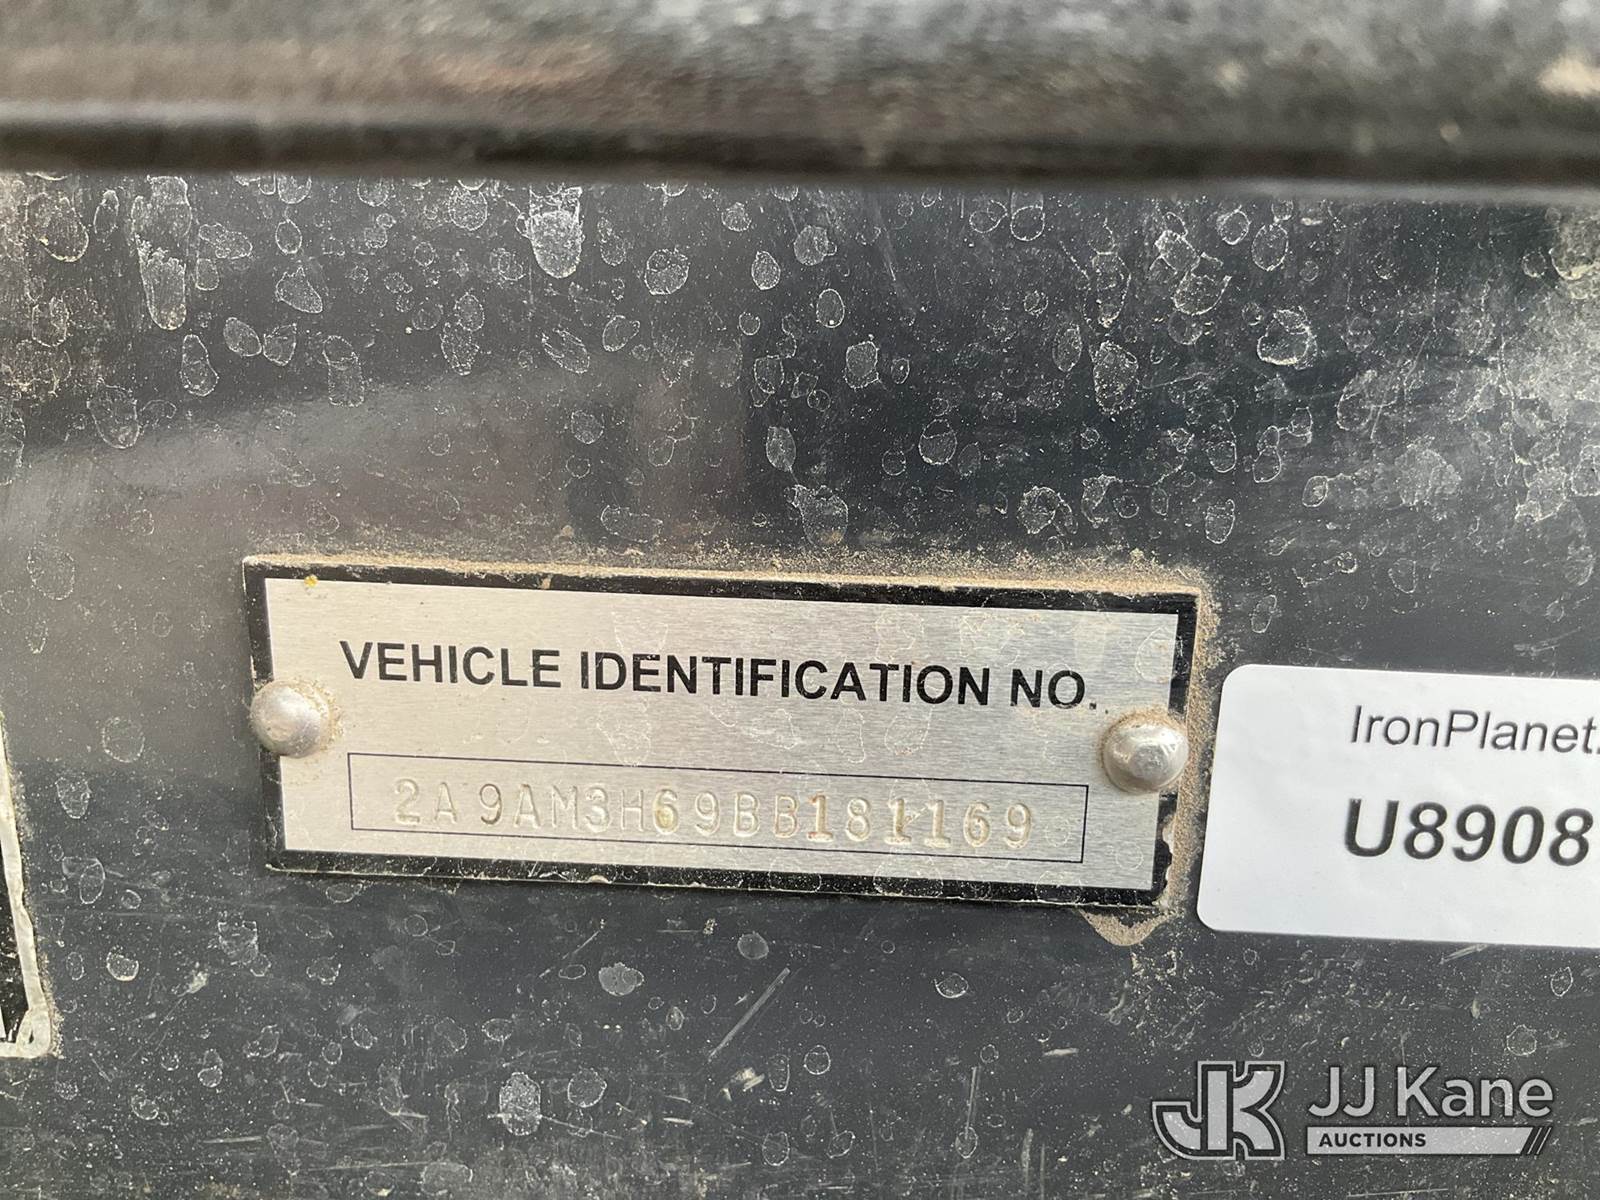 VEHICLE IDENTIFICATION NO.
2A9AM3H69BB181169
IronPlanet
U8908
JJ Kane
AUCTIONS